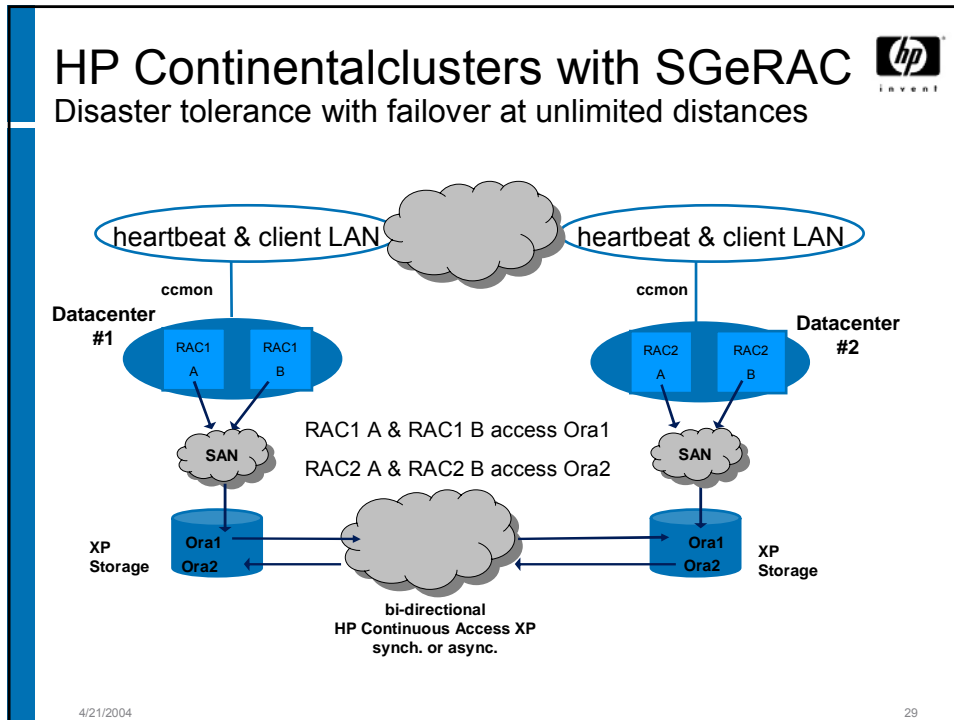 HP Continentalclusters with SGeRAC
hp
invent
Disaster tolerance with failover at unlimited distances
heartbeat & client LAN
heartbeat & client LAN
ccmon
ccmon
Datacenter
#1
Datacenter
#2
RAC1
A
RAC1
B
RAC2
A
RAC2
B
SAN
RAC1 A & RAC1 B access Ora1
RAC2 A & RAC2 B access Ora2
SAN
XP
Storage
Ora1
Ora2
Ora1
Ora2
XP
Storage
bi-directional
HP Continuous Access XP
synch. or async.
4/21/2004
29